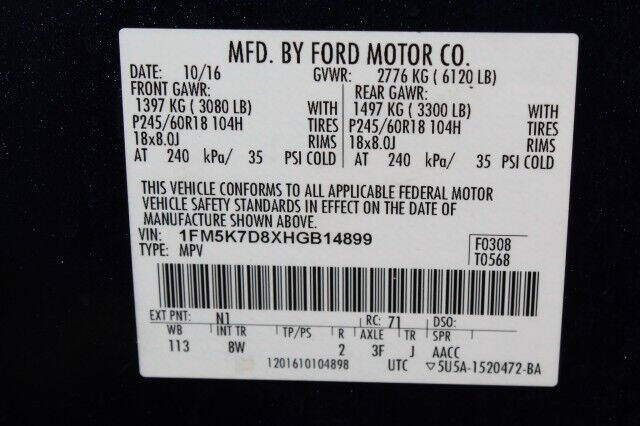 MFD. BY FORD MOTOR CO.
DATE: 10/16 GVWR: 2776 KG ( 6120 LB)
FRONT GAWR: REAR GAWR:
1397 KG ( 3080 LB) WITH 1497 KG ( 3300 LB) WITH
P245/60R18 104H TIRES P245/60R18 104H TIRES
18x8.0J RIMS 18x8.0J RIMS
AT 240 kPa/ 35 PSI COLD AT 240 kPa/ 35 PSI COLD
THIS VEHICLE CONFORMS TO ALL APPLICABLE FEDERAL MOTOR
VEHICLE SAFETY STANDARDS IN EFFECT ON THE DATE OF
MANUFACTURE SHOWN ABOVE.
VIN: 1FM5K7D8XHGB14899 F0308
TYPE: MPV T0568
EXT PNT: N1 RC: 71 DSO:
WB INT TR TP/PS R AXLE TR SPR
113 8W 2 3F J AACC
1201610104898 UTC ▽5U5A-1520472-BA